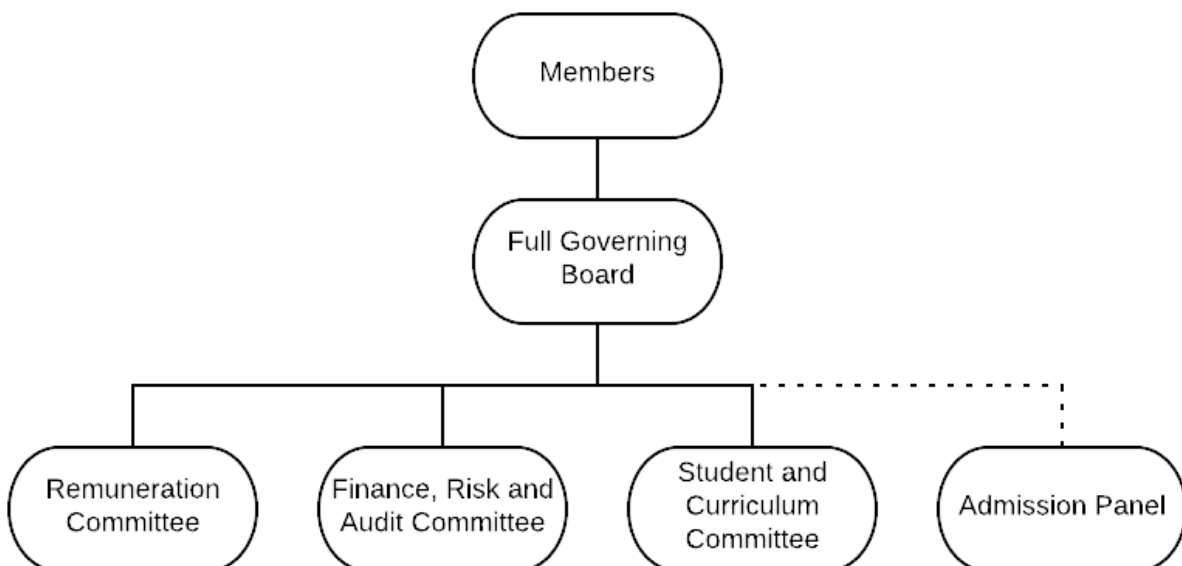 Members
Full Governing
Board
Remuneration
Committee
Finance, Risk and
Audit Committee
Student and
Curriculum
Committee
Admission Panel